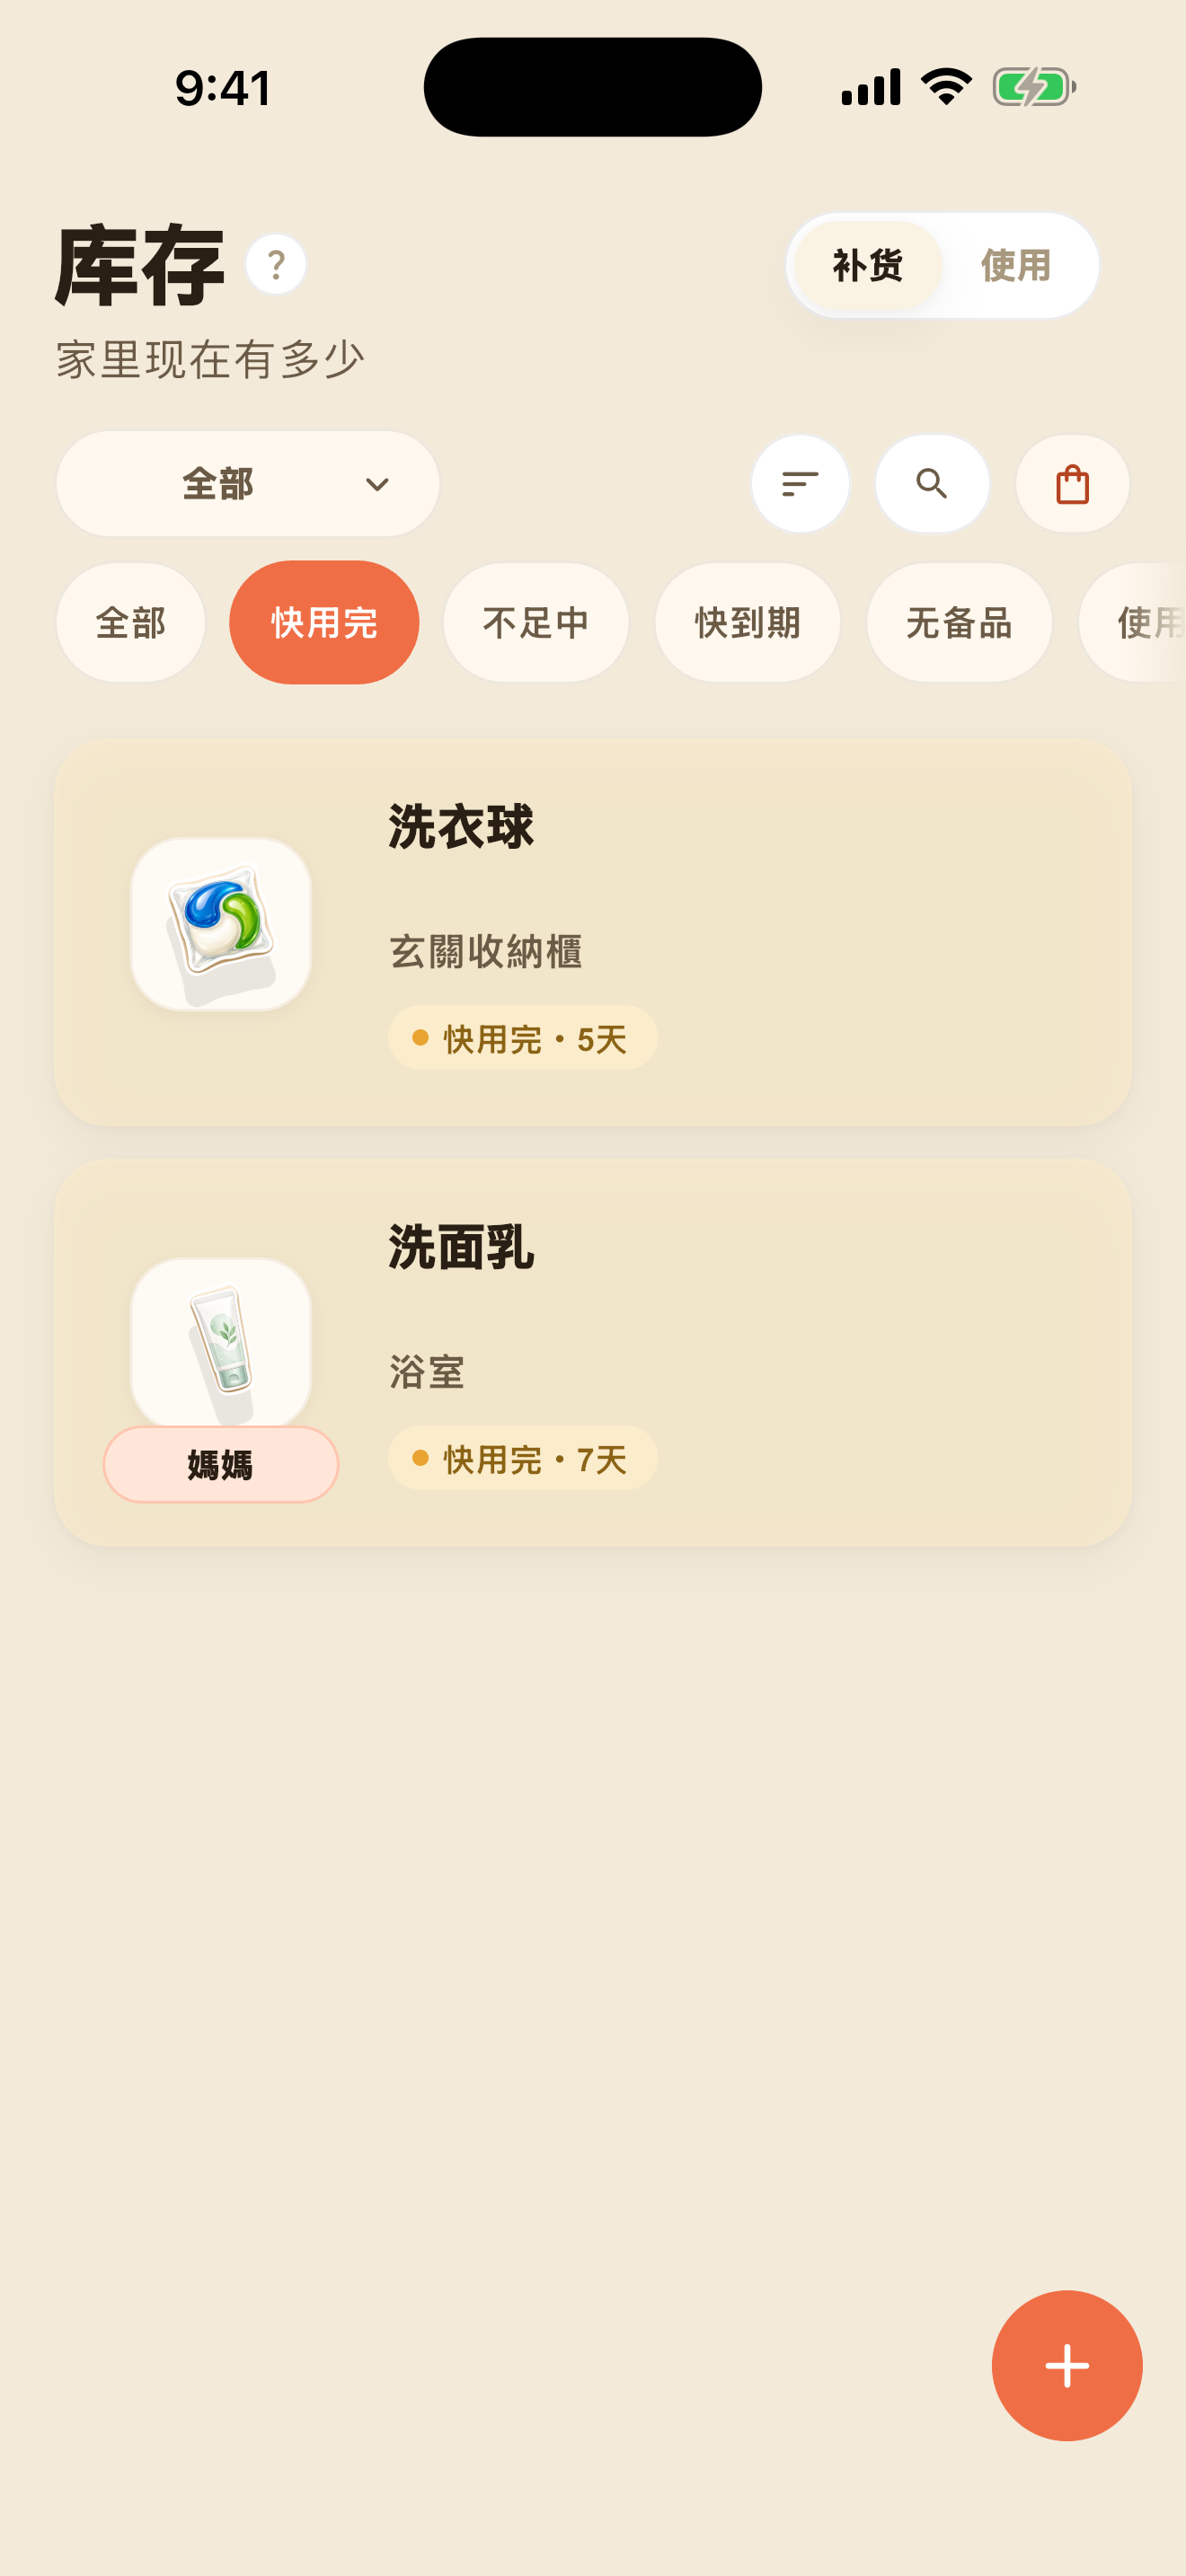 9:41
库存 ?
补货 使用
家里现在有多少
全部
全部 快用完 不足中 快到期 无备品 使用
洗衣球
玄關收納櫃
快用完・5天
洗面乳
浴室
媽媽
快用完・7天